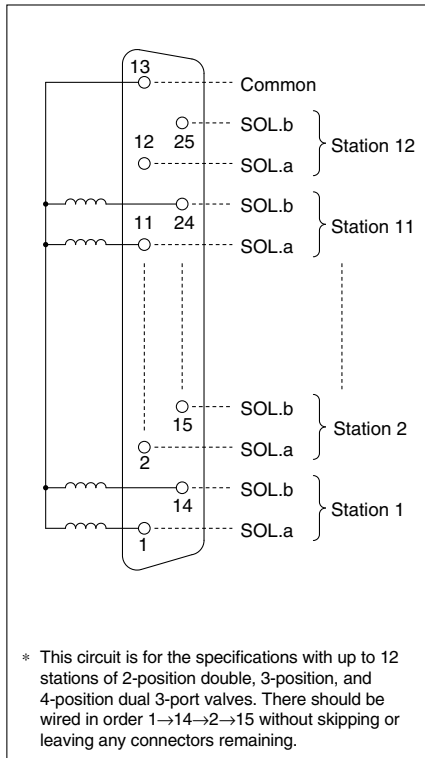 13
Common
SOL.b
12 25
Station 12
SOL.a
SOL.b
11 24
Station 11
SOL.a
SOL.b
15
Station 2
SOL.a
2
SOL.b
14
Station 1
SOL.a
1
* This circuit is for the specifications with up to 12
stations of 2-position double, 3-position, and
4-position dual 3-port valves. There should be
wired in order 1→14→2→15 without skipping or
leaving any connectors remaining.